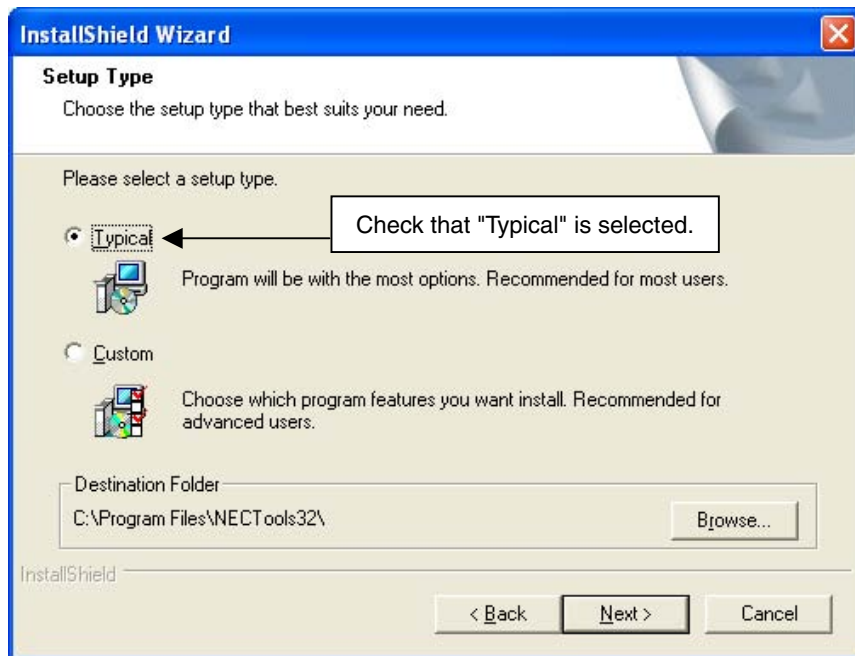 InstallShield Wizard
Setup Type
Choose the setup type that best suits your need.
Please select a setup type.
Check that "Typical" is selected.
Typical
Program will be with the most options. Recommended for most users.
Custom
Choose which program features you want install. Recommended for
advanced users.
Destination Folder
C:\Program Files\NECTools32\
Browse...
InstallShield
< Back
Next >
Cancel